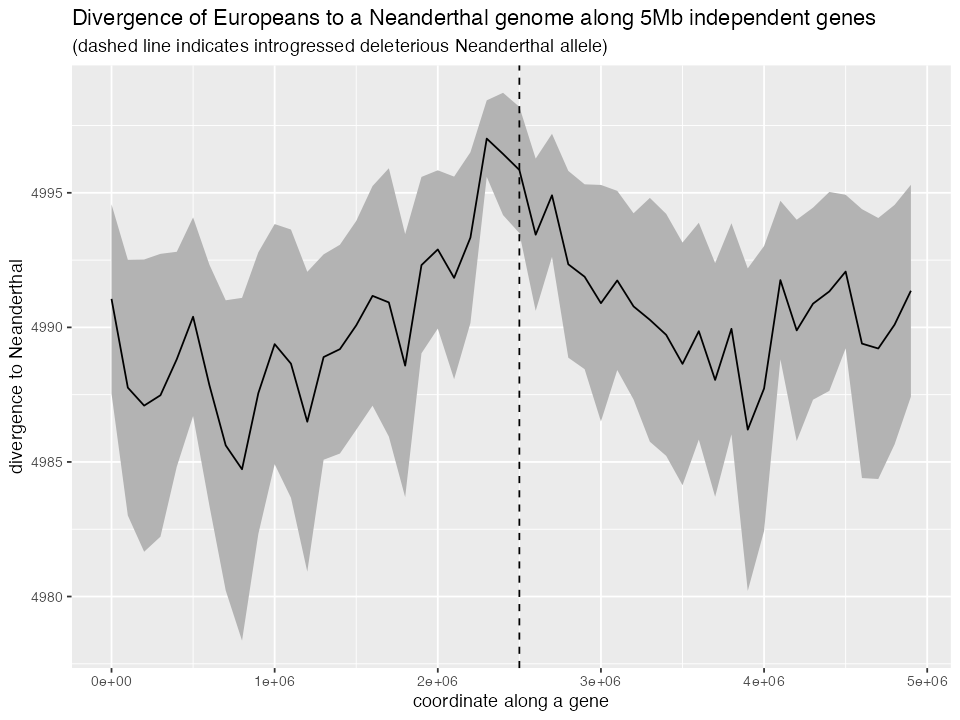 Divergence of Europeans to a Neanderthal genome along 5Mb independent genes
(dashed line indicates introgressed deleterious Neanderthal allele)
divergence to Neanderthal
4995
4990
4985
4980
0e+00 1e+06 2e+06 3e+06 4e+06 5e+06
coordinate along a gene